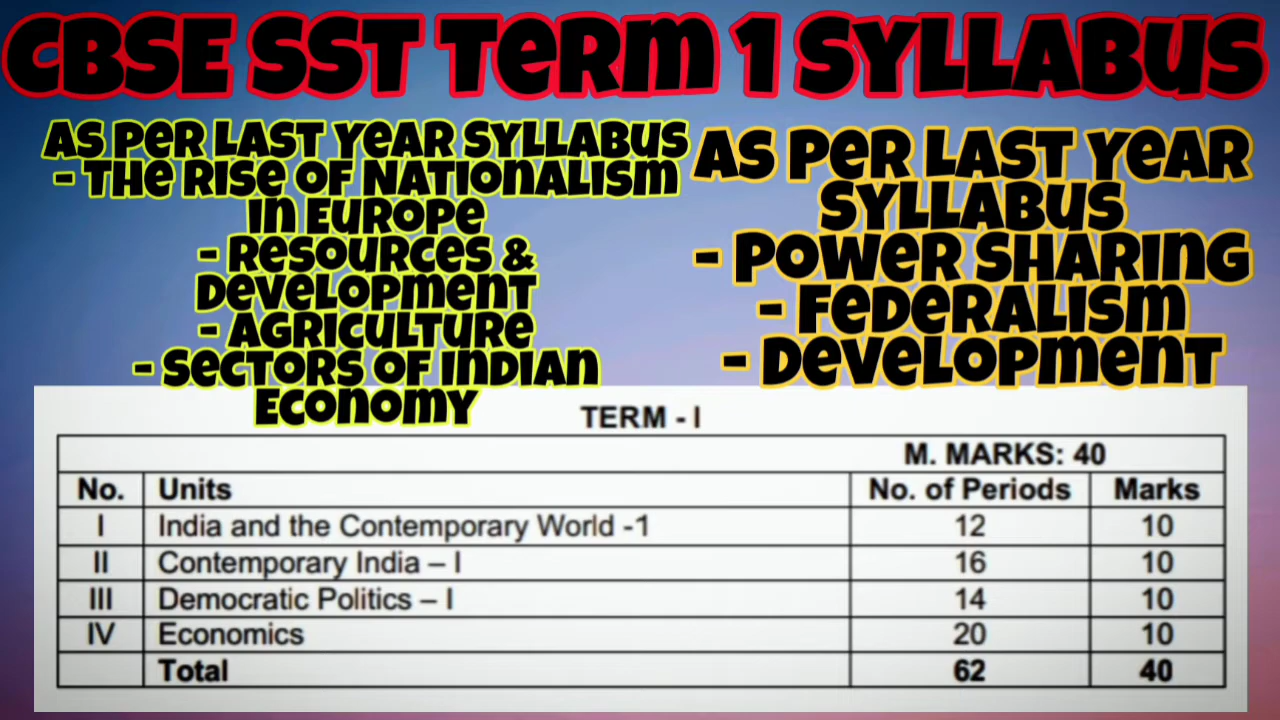 CBSE SST Term 1 Syllabus
As per last year syllabus
- The Rise of Nationalism
in Europe
- Resources &
Development
- Agriculture
- Sectors of Indian
Economy
As per last year
syllabus
- Power Sharing
- Federalism
- Development
TERM - I
M. MARKS: 40
No. Units No. of Periods Marks
I India and the Contemporary World -1 12 10
II Contemporary India – I 16 10
III Democratic Politics – I 14 10
IV Economics 20 10
Total 62 40